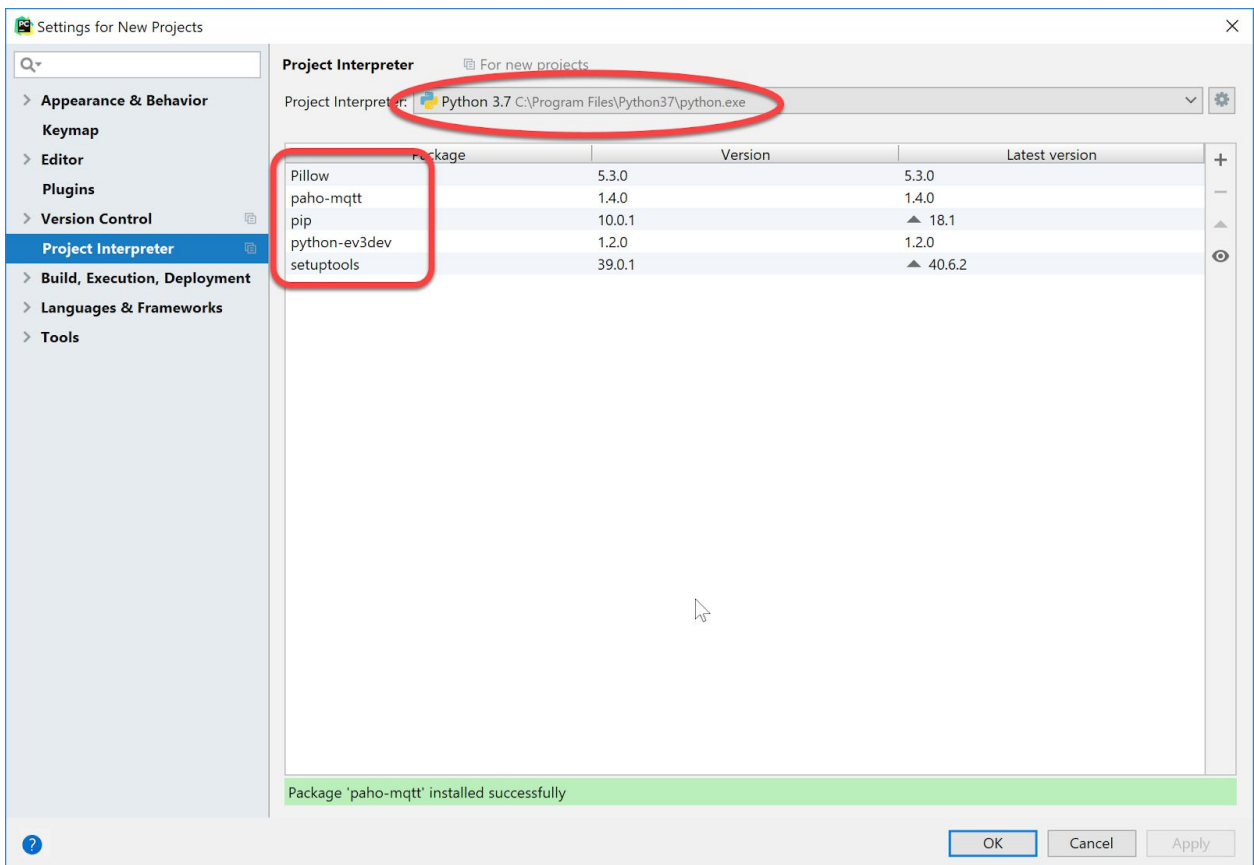 PC Settings for New Projects
Project Interpreter For new projects
Appearance & Behavior
Keymap
Editor
Plugins
Version Control
Project Interpreter
Build, Execution, Deployment
Languages & Frameworks
Tools
Project Interpreter: Python 3.7 C:\Program Files\Python37\python.exe
Package Version Latest version
Pillow 5.3.0 5.3.0
paho-mqtt 1.4.0 1.4.0
pip 10.0.1 18.1
python-ev3dev 1.2.0 1.2.0
setuptools 39.0.1 40.6.2
Package 'paho-mqtt' installed successfully
? OK Cancel Apply